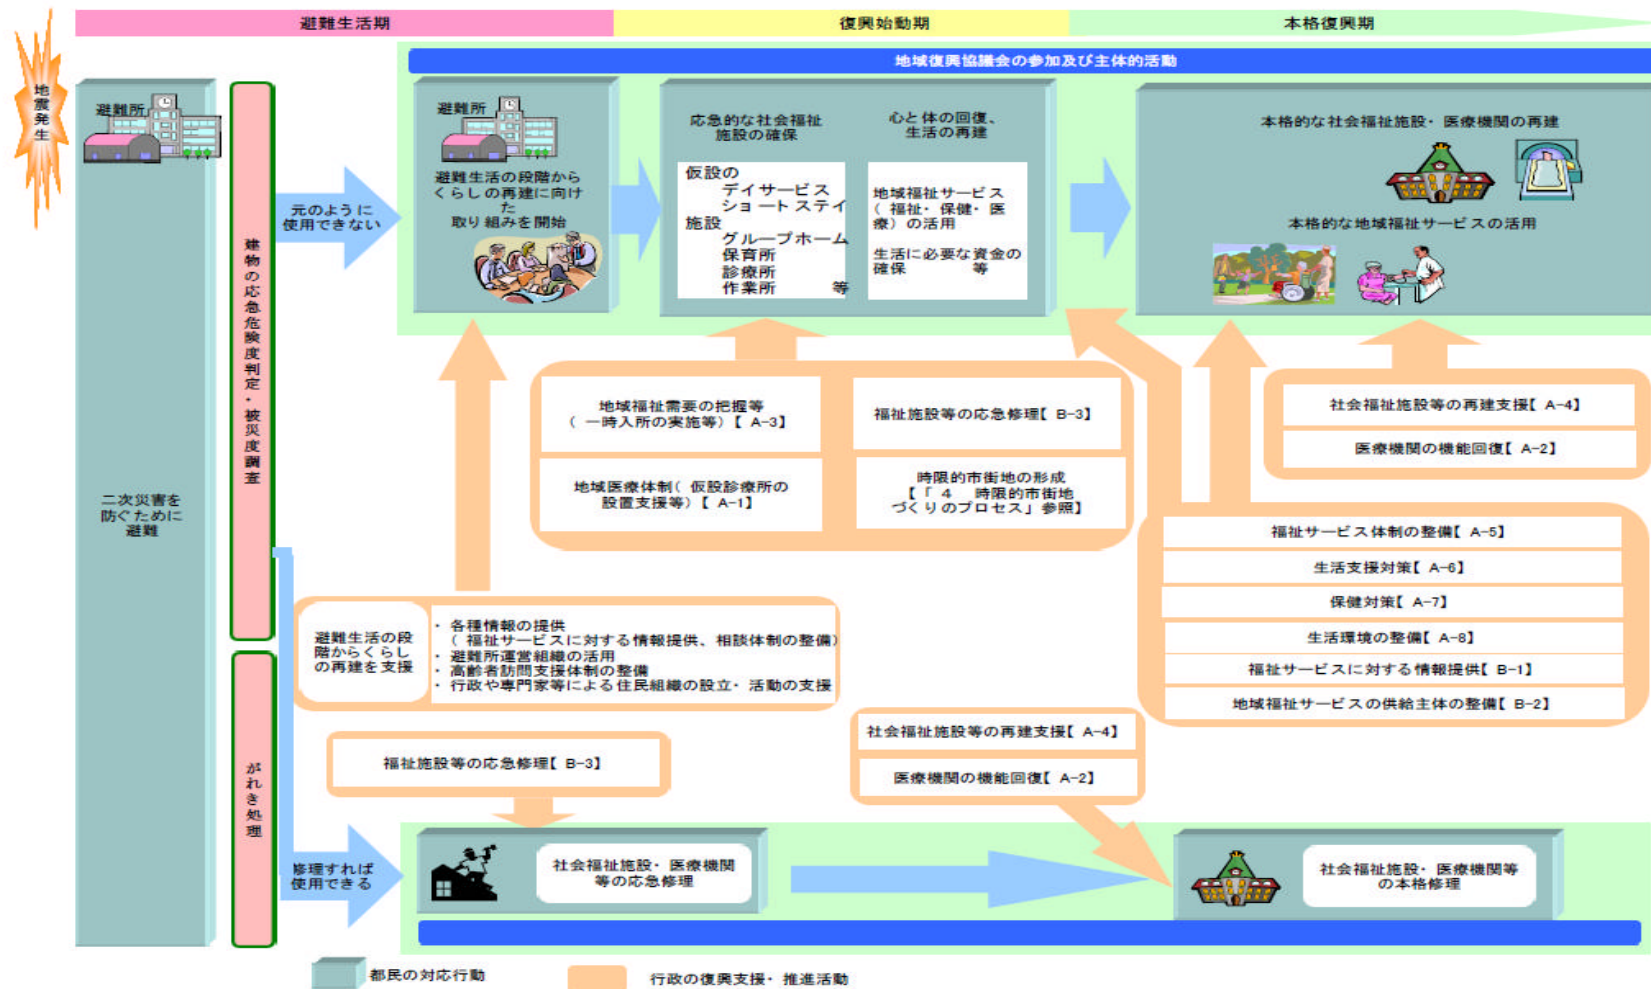 避難生活期
復興始動期
本格復興期
地震発生
地域復興協議会の参加及び主体的活動
避難所
二次災害を
防ぐために
避難
建物の応急危険度判定・被災度調査
がれき処理
元のように
使用できない
修理すれば
使用できる
避難所
避難生活の段階から
くらしの再建に向け
た
取り組みを開始
応急的な社会福祉
施設の確保
仮設の
デイサービス
ショートステイ
施設
グループホーム
保育所
診療所
作業所 等
心と体の回復、
生活の再建
地域福祉サービス
(福祉・保健・医
療)の活用
生活に必要な資金の
確保 等
本格的な社会福祉施設・医療機関の再建
本格的な地域福祉サービスの活用
地域福祉需要の把握等
(一時入所の実施等)【A-3】
福祉施設等の応急修理【B-3】
地域医療体制(仮設診療所の
設置支援等)【A-1】
時限的市街地の形成
【「4 時限的市街地
づくりのプロセス」参照】
社会福祉施設等の再建支援【A-4】
医療機関の機能回復【A-2】
福祉サービス体制の整備【A-5】
生活支援対策【A-6】
保健対策【A-7】
生活環境の整備【A-8】
福祉サービスに対する情報提供【B-1】
地域福祉サービスの供給主体の整備【B-2】
避難生活の段
階からくらし
の再建を支援
・各種情報の提供
(福祉サービスに対する情報提供、相談体制の整備)
・避難所運営組織の活用
・高齢者訪問支援体制の整備
・行政や専門家等による住民組織の設立・活動の支援
福祉施設等の応急修理【B-3】
社会福祉施設等の再建支援【A-4】
医療機関の機能回復【A-2】
社会福祉施設・医療機関
等の応急修理
社会福祉施設・医療機関等
の本格修理
都民の対応行動
行政の復興支援・推進活動